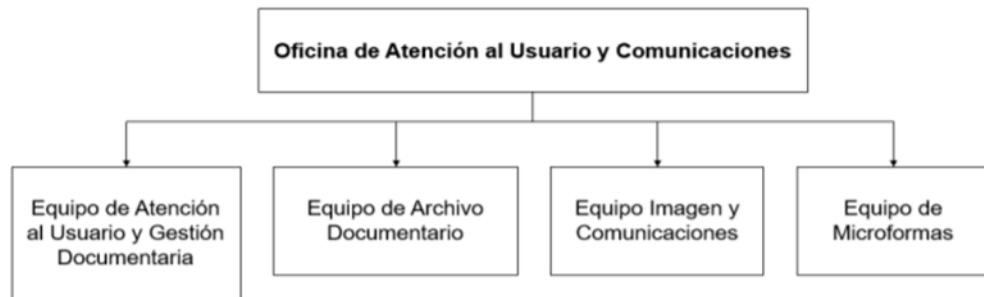 Oficina de Atención al Usuario y Comunicaciones
Equipo de Atención
al Usuario y Gestión
Documentaria
Equipo de Archivo
Documentario
Equipo Imagen y
Comunicaciones
Equipo de
Microformas